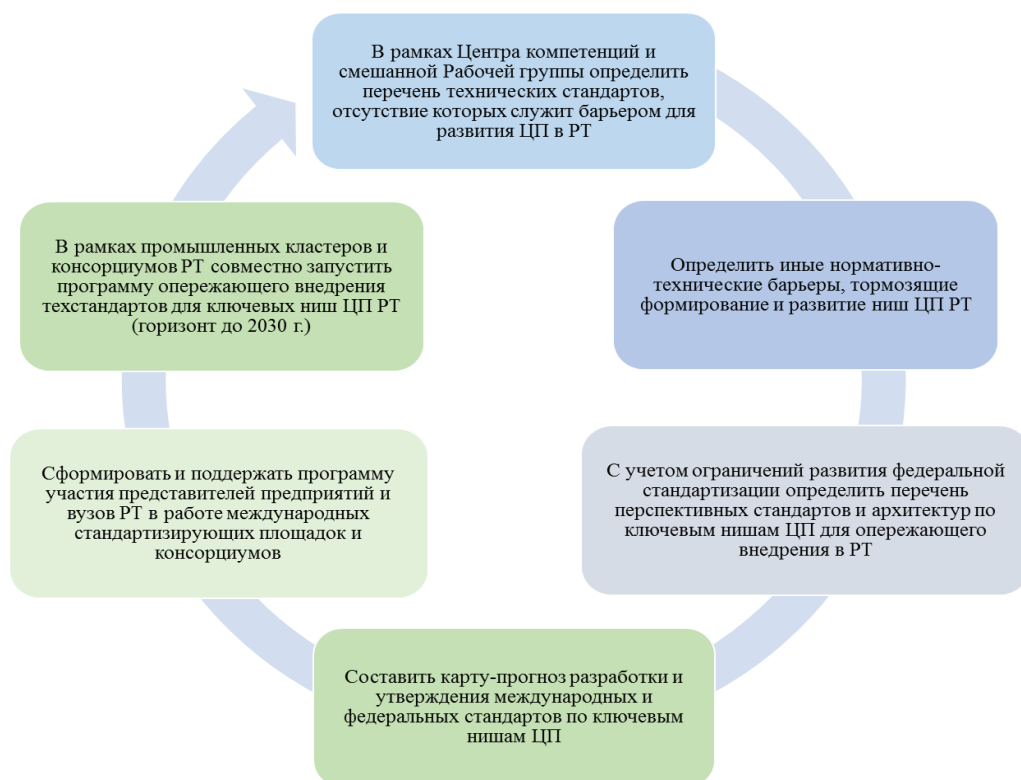 В рамках Центра компетенций и
смешанной Рабочей группы определить
перечень технических стандартов,
отсутствие которых служит барьером для
развития ЦП в РТ
Определить иные нормативно-
технические барьеры, тормозящие
формирование и развитие ниш ЦП РТ
С учетом ограничений развития федеральной
стандартизации определить перечень
перспективных стандартов и архитектур по
ключевым нишам ЦП для опережающего
внедрения в РТ
Составить карту-прогноз разработки и
утверждения международных и
федеральных стандартов по ключевым
нишам ЦП
Сформировать и поддержать программу
участия представителей предприятий и
вузов РТ в работе международных
стандартизирующих площадок и
консорциумов
В рамках промышленных кластеров и
консорциумов РТ совместно запустить
программу опережающего внедрения
техстандартов для ключевых ниш ЦП РТ
(горизонт до 2030 г.)